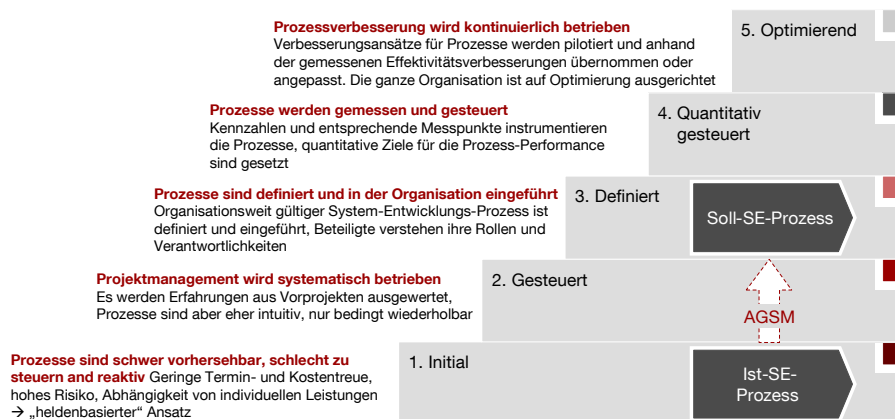 Prozessverbesserung wird kontinuierlich betrieben
Verbesserungsansätze für Prozesse werden pilotiert und anhand
der gemessenen Effektivitätsverbesserungen übernommen oder
angepasst. Die ganze Organisation ist auf Optimierung ausgerichtet
5. Optimierend
Prozesse werden gemessen und gesteuert
Kennzahlen und entsprechende Messpunkte instrumentieren
die Prozesse, quantitative Ziele für die Prozess-Performance
sind gesetzt
4. Quantitativ
gesteuert
Prozesse sind definiert und in der Organisation eingeführt
Organisationsweit gültiger System-Entwicklungs-Prozess ist
definiert und eingeführt, Beteiligte verstehen ihre Rollen und
Verantwortlichkeiten
3. Definiert
Soll-SE-Prozess
Projektmanagement wird systematisch betrieben
Es werden Erfahrungen aus Vorprojekten ausgewertet,
Prozesse sind aber eher intuitiv, nur bedingt wiederholbar
2. Gesteuert
AGSM
Prozesse sind schwer vorhersehbar, schlecht zu
steuern and reaktiv Geringe Termin- und Kostentreue,
hohes Risiko, Abhängigkeit von individuellen Leistungen
→ „heldenbasierter“ Ansatz
1. Initial
Ist-SE-
Prozess